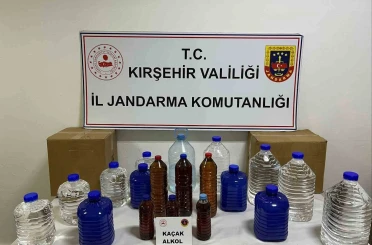 T.C.
KIRŞEHİR VALİLİĞİ
İL JANDARMA KOMUTANLIĞI
KAÇAK
ALKOL